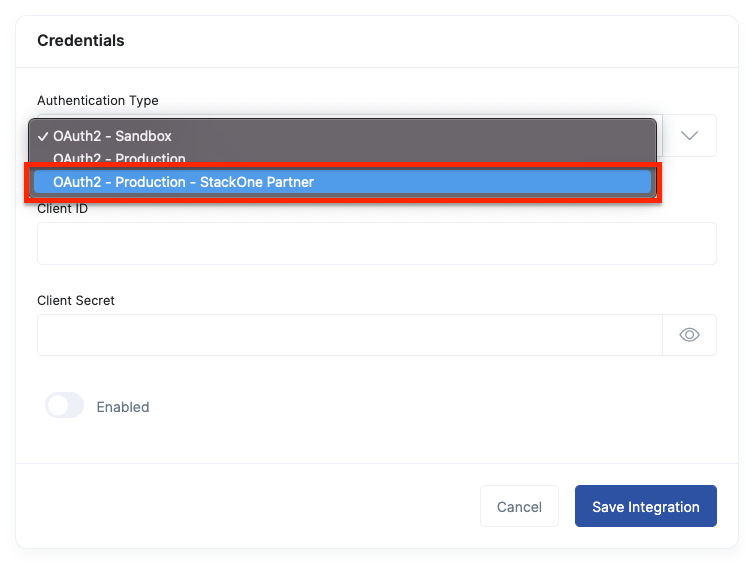 Credentials
Authentication Type
✓ OAuth2 - Sandbox
OAuth2 - Production
OAuth2 - Production - StackOne Partner
Client ID
Client Secret
Enabled
Cancel
Save Integration